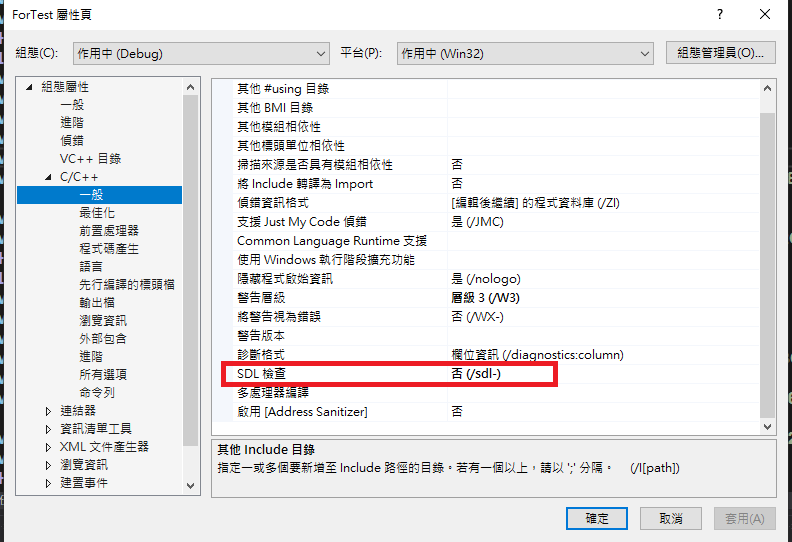 ForTest 屬性頁
組態(C): 作用中 (Debug) 平台(P): 作用中 (Win32) 組態管理員(O)...
組態屬性
一般
進階
偵錯
VC++ 目錄
C/C++
一般
最佳化
前置處理器
程式碼產生
語言
先行編譯的標頭檔
輸出檔
瀏覽資訊
外部包含
進階
所有選項
命令列
連結器
資訊清單工具
XML 文件產生器
瀏覽資訊
建置事件
其他 #using 目錄
其他 BMI 目錄
其他模組相依性
其他標頭單位相依性
掃描來源是否具有模組相依性 否
將 Include 轉譯為 Import 否
偵錯資訊格式 [編輯後繼續] 的程式資料庫 (/ZI)
支援 Just My Code 偵錯 是 (/JMC)
Common Language Runtime 支援
使用 Windows 執行階段擴充功能
隱藏程式啟始資訊 是 (/nologo)
警告層級 層級 3 (/W3)
將警告視為錯誤 否 (/WX-)
警告版本
診斷格式 欄位資訊 (/diagnostics:column)
SDL 檢查 否 (/sdl-)
多處理器編譯
啟用 [Address Sanitizer] 否
其他 Include 目錄
指定一或多個要新增至 Include 路徑的目錄。若有一個以上，請以 ';' 分隔。 (/I[path])
確定 取消 套用(A)